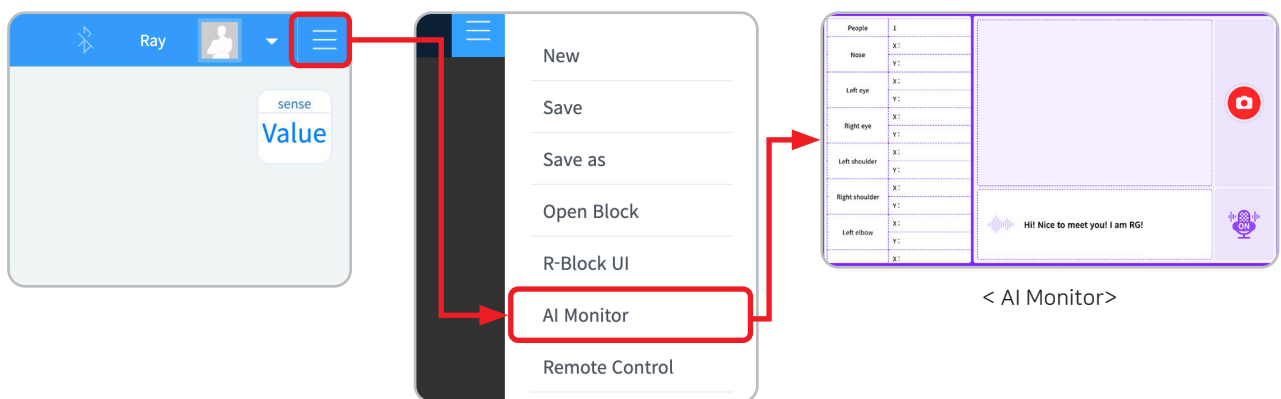 Ray
sense
Value
New
Save
Save as
Open Block
R-Block UI
AI Monitor
Remote Control
People 1
Nose X :
Y :
Left eye X :
Y :
Right eye X :
Y :
Left shoulder X :
Y :
Right shoulder X :
Y :
Left elbow X :
Y :
X :
Hi! Nice to meet you! I am RG!
ON
< AI Monitor>